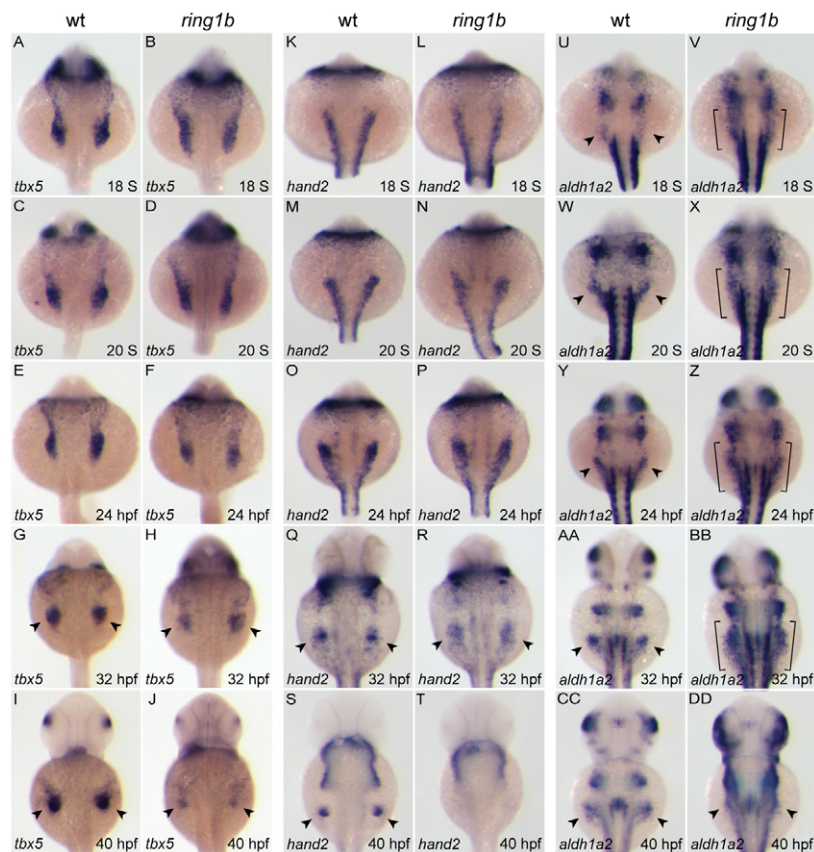 wt ring1b wt ring1b wt ring1b
A B K L U V
tbx5 18 S tbx5 18 S hand2 18 S hand2 18 S aldh1a2 18 S aldh1a2 18 S
C D M N W X
tbx5 20 S tbx5 20 S hand2 20 S hand2 20 S aldh1a2 20 S aldh1a2 20 S
E F O P Y Z
tbx5 24 hpf tbx5 24 hpf hand2 24 hpf hand2 24 hpf aldh1a2 24 hpf aldh1a2 24 hpf
G H Q R AA BB
tbx5 32 hpf tbx5 32 hpf hand2 32 hpf hand2 32 hpf aldh1a2 32 hpf aldh1a2 32 hpf
I J S T CC DD
tbx5 40 hpf tbx5 40 hpf hand2 40 hpf hand2 40 hpf aldh1a2 40 hpf aldh1a2 40 hpf